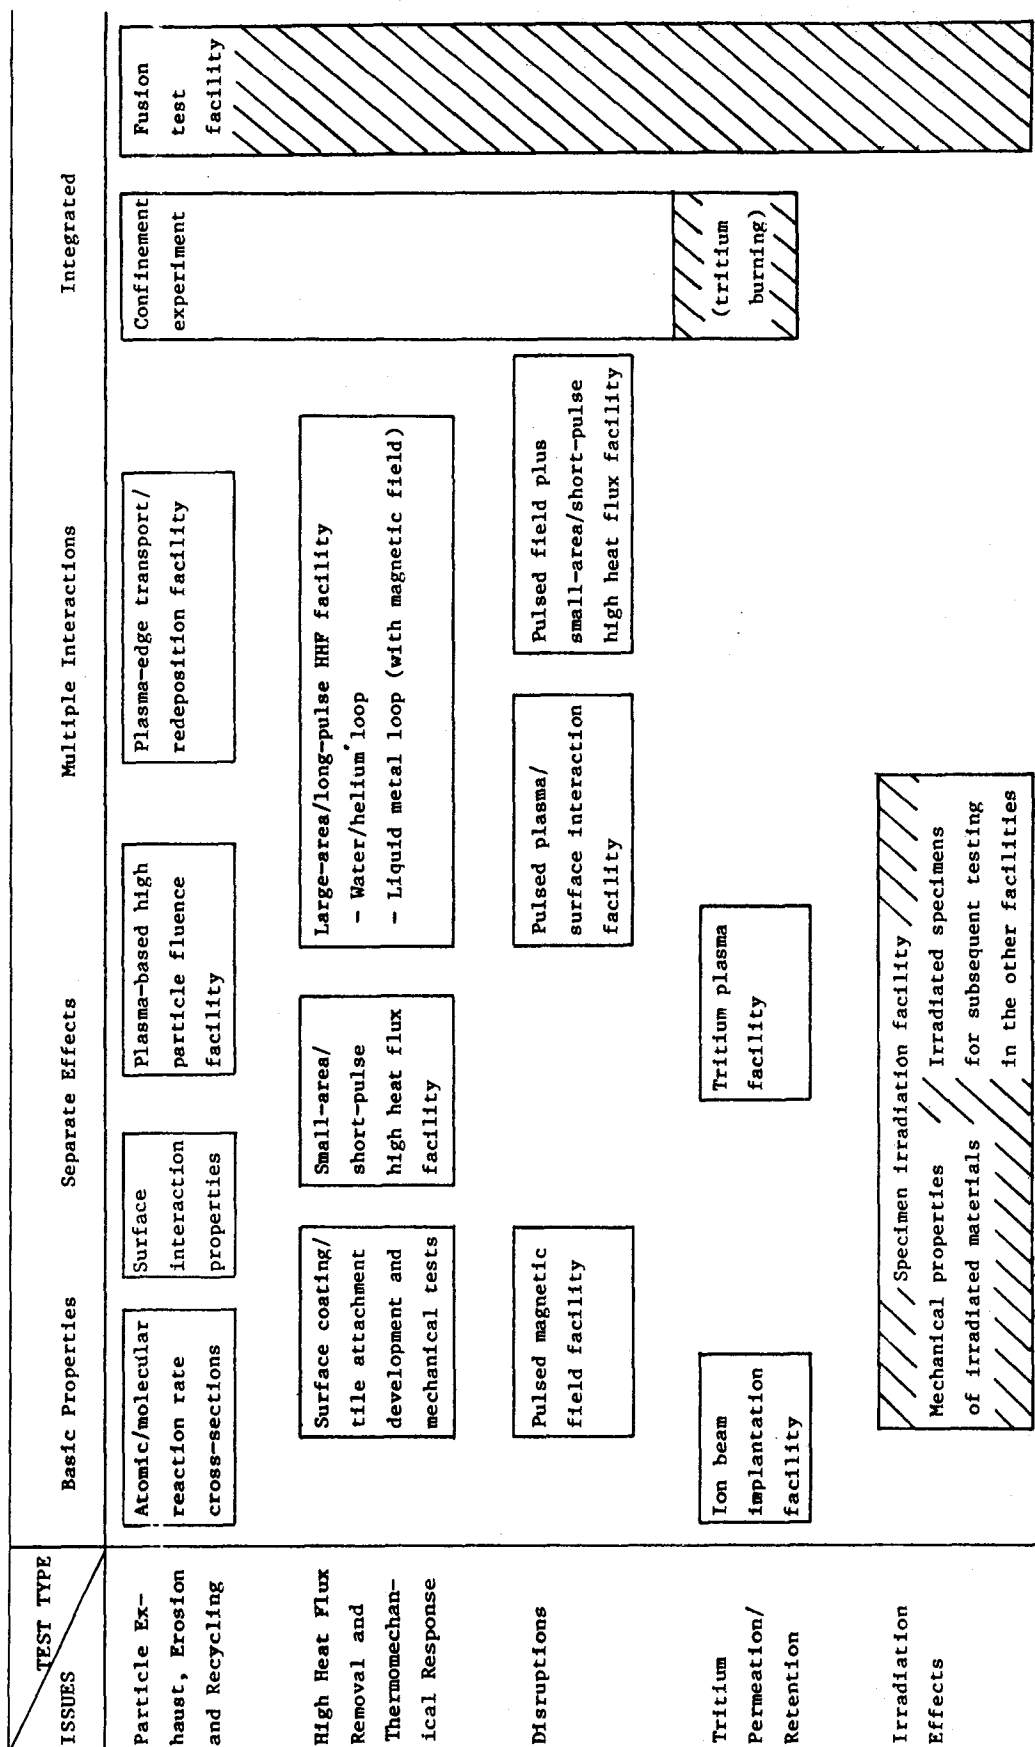 TEST TYPE
ISSUES
Basic Properties
Separate Effects
Multiple Interactions
Integrated
Particle Ex-
haust, Erosion
and Recycling
Atomic/molecular
reaction rate
cross-sections
Surface
interaction
properties
Plasma-based high
particle fluence
facility
Plasma-edge transport/
redeposition facility
Confinement
experiment
Fusion
test
facility
High Heat Flux
Removal and
Thermomechan-
ical Response
Surface coating/
tile attachment
development and
mechanical tests
Small-area/
short-pulse
high heat flux
facility
Large-area/long-pulse HHF facility
- Water/helium loop
- Liquid metal loop (with magnetic field)
Disruptions
Pulsed magnetic
field facility
Pulsed plasma/
surface interaction
facility
Pulsed field plus
small-area/short-pulse
high heat flux facility
Tritium
Permeation/
Retention
Ion beam
implantation
facility
Tritium plasma
facility
(tritium
burning)
Irradiation
Effects
Specimen irradiation facility
Mechanical properties
of irradiated materials
Irradiated specimens
for subsequent testing
in the other facilities